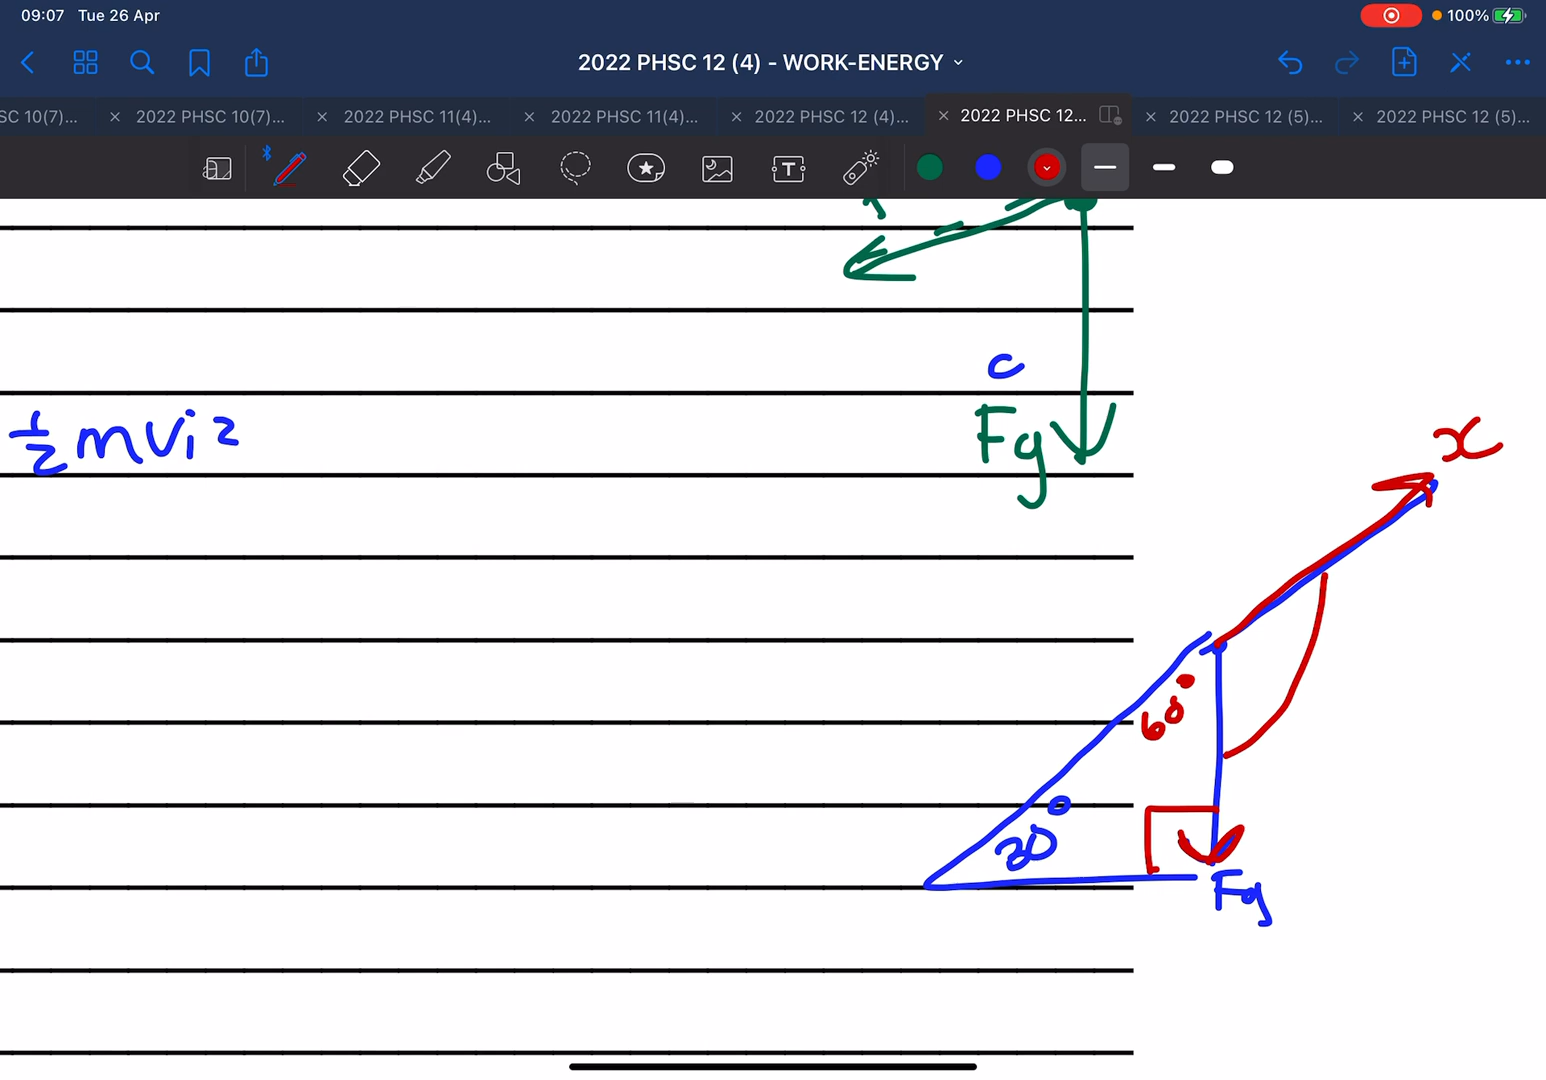 09:07 Tue 26 Apr
100%
2022 PHSC 12 (4) - WORK-ENERGY
SC 10(7)...
2022 PHSC 10(7)...
2022 PHSC 11(4)...
2022 PHSC 11(4)...
2022 PHSC 12 (4)...
2022 PHSC 12...
2022 PHSC 12 (5)...
2022 PHSC 12 (5)...
T
c
½mvi²
Fg
x
60°
30°
Fg